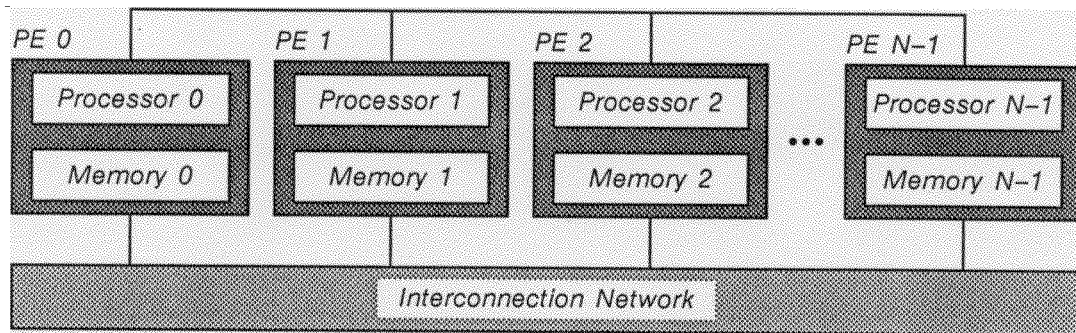 PE 0 PE 1 PE 2 PE N–1
Processor 0 Processor 1 Processor 2 Processor N–1
•••
Memory 0 Memory 1 Memory 2 Memory N–1
Interconnection Network